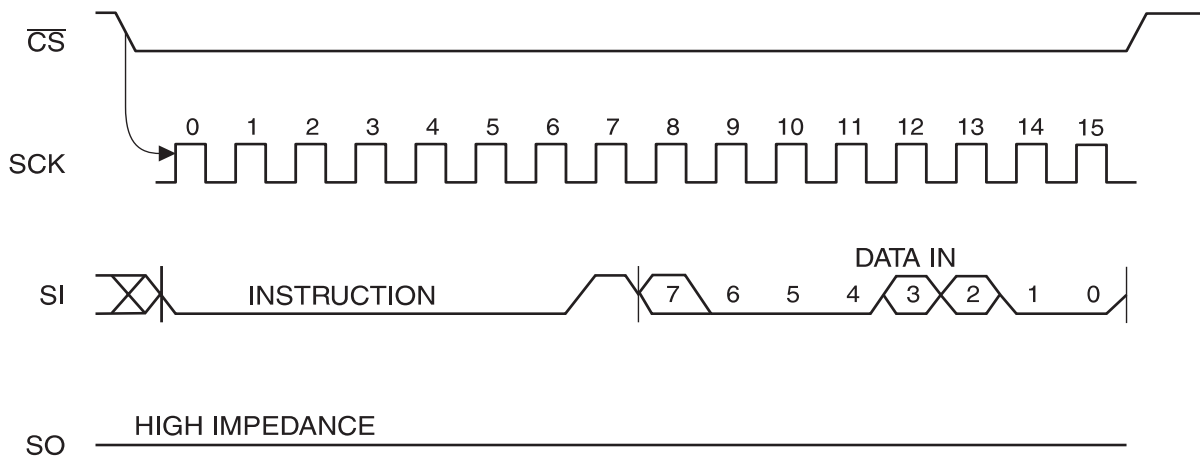 CS
0 1 2 3 4 5 6 7 8 9 10 11 12 13 14 15
SCK
DATA IN
SI INSTRUCTION 7 6 5 4 3 2 1 0
HIGH IMPEDANCE
SO